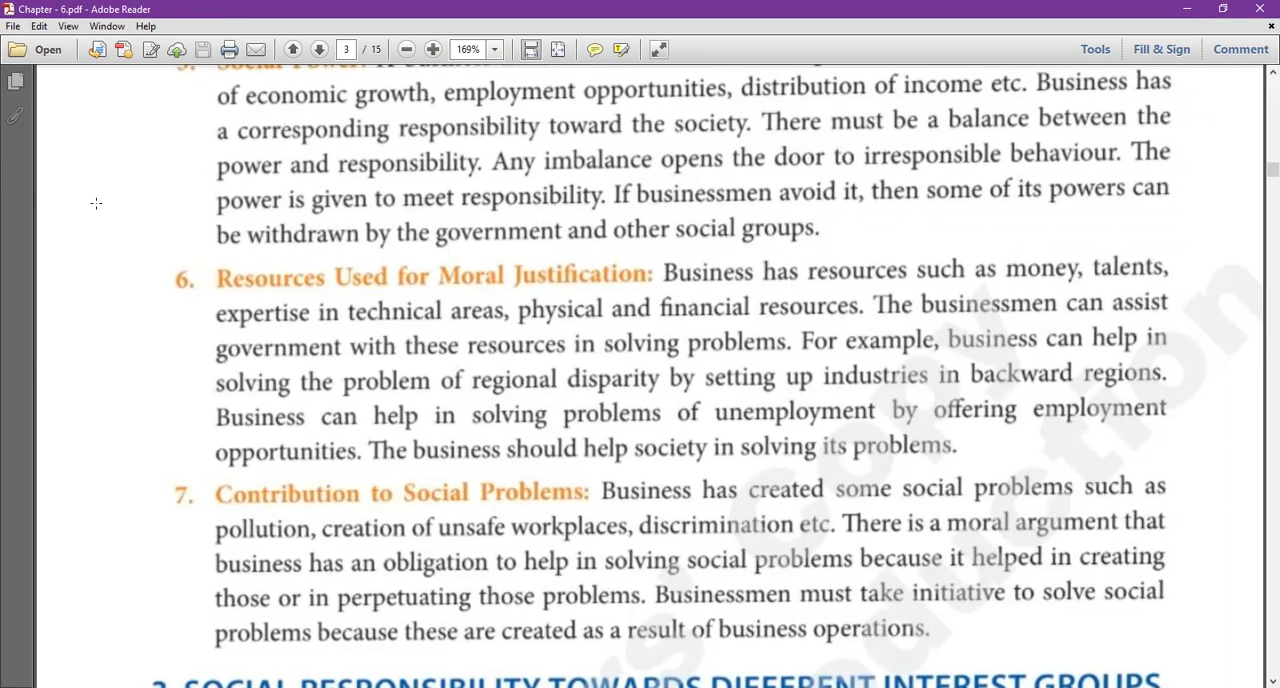 Chapter - 6.pdf - Adobe Reader
File Edit View Window Help
Open 3 / 15 169% Tools Fill & Sign Comment
5. Social Power:
of economic growth, employment opportunities, distribution of income etc. Business has
a corresponding responsibility toward the society. There must be a balance between the
power and responsibility. Any imbalance opens the door to irresponsible behaviour. The
power is given to meet responsibility. If businessmen avoid it, then some of its powers can
be withdrawn by the government and other social groups.
6. Resources Used for Moral Justification: Business has resources such as money, talents,
expertise in technical areas, physical and financial resources. The businessmen can assist
government with these resources in solving problems. For example, business can help in
solving the problem of regional disparity by setting up industries in backward regions.
Business can help in solving problems of unemployment by offering employment
opportunities. The business should help society in solving its problems.
7. Contribution to Social Problems: Business has created some social problems such as
pollution, creation of unsafe workplaces, discrimination etc. There is a moral argument that
business has an obligation to help in solving social problems because it helped in creating
those or in perpetuating those problems. Businessmen must take initiative to solve social
problems because these are created as a result of business operations.
SOCIAL RESPONSIBILITY TOWARDS DIFFERENT INTEREST GROUPS